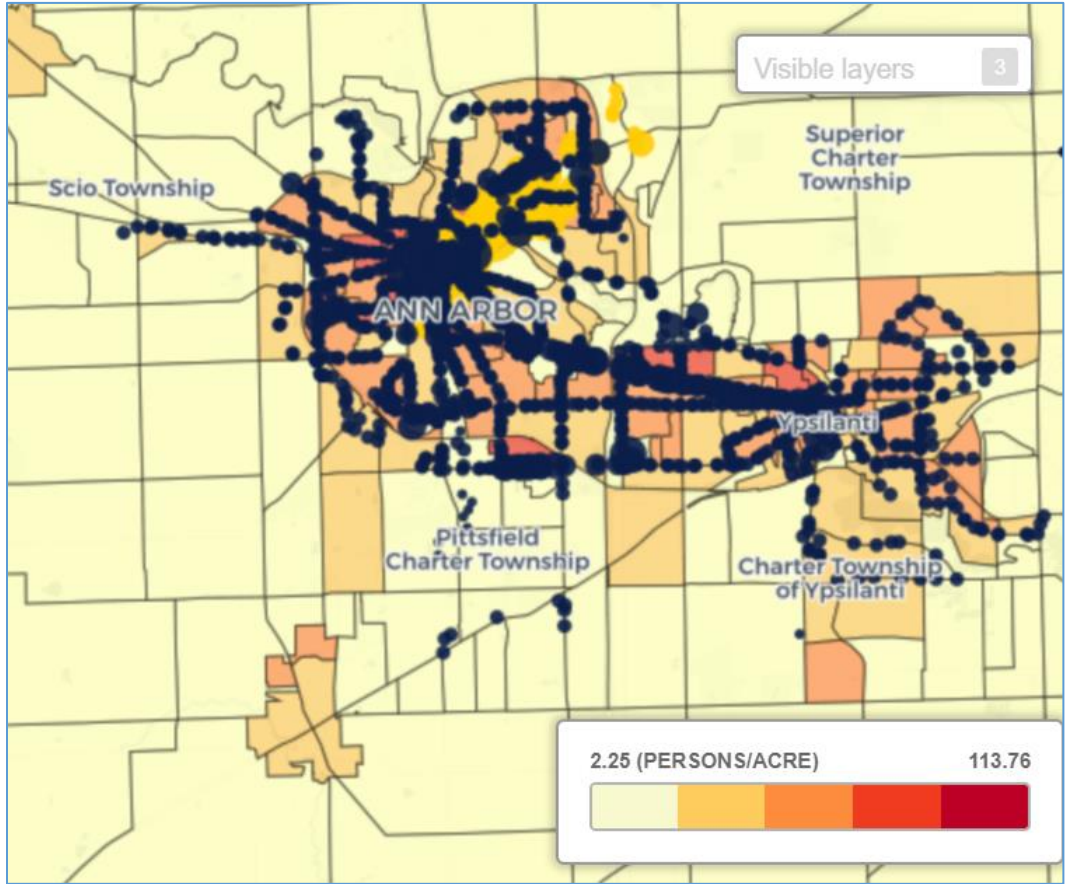 Visible layers 3
Superior
Charter
Township
Scio Township
ANN ARBOR
Ypsilanti
Pittsfield
Charter Township
Charter Township
of Ypsilanti
2.25 (PERSONS/ACRE) 113.76